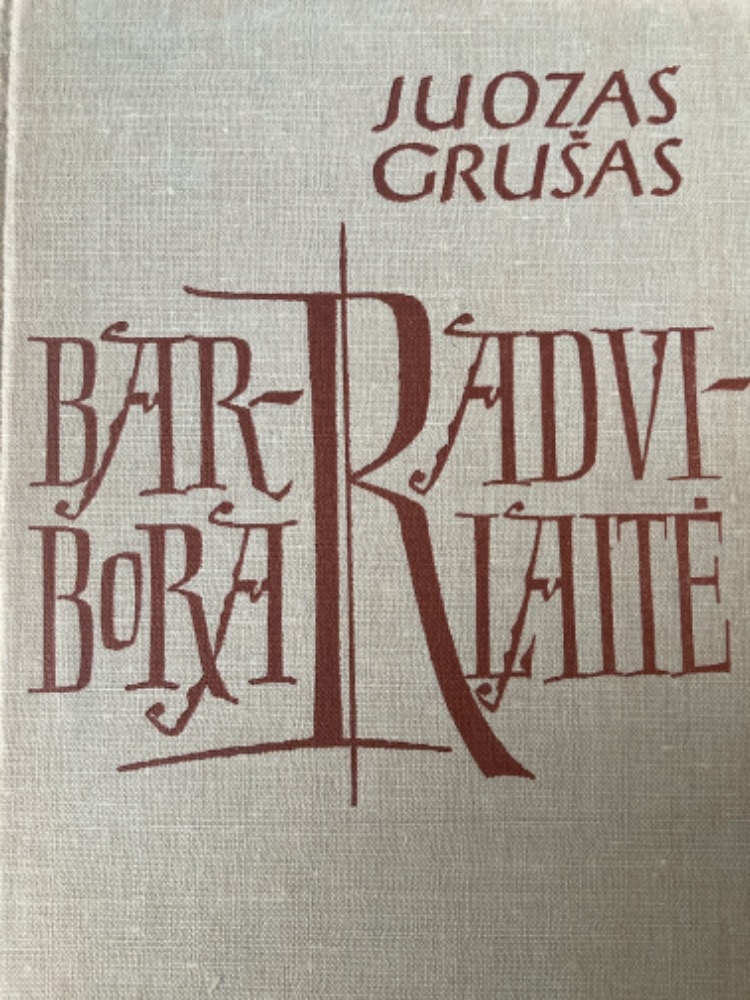 JUOZAS
GRUŠAS
BAR-
BORA
RADVI-
LAITĖ